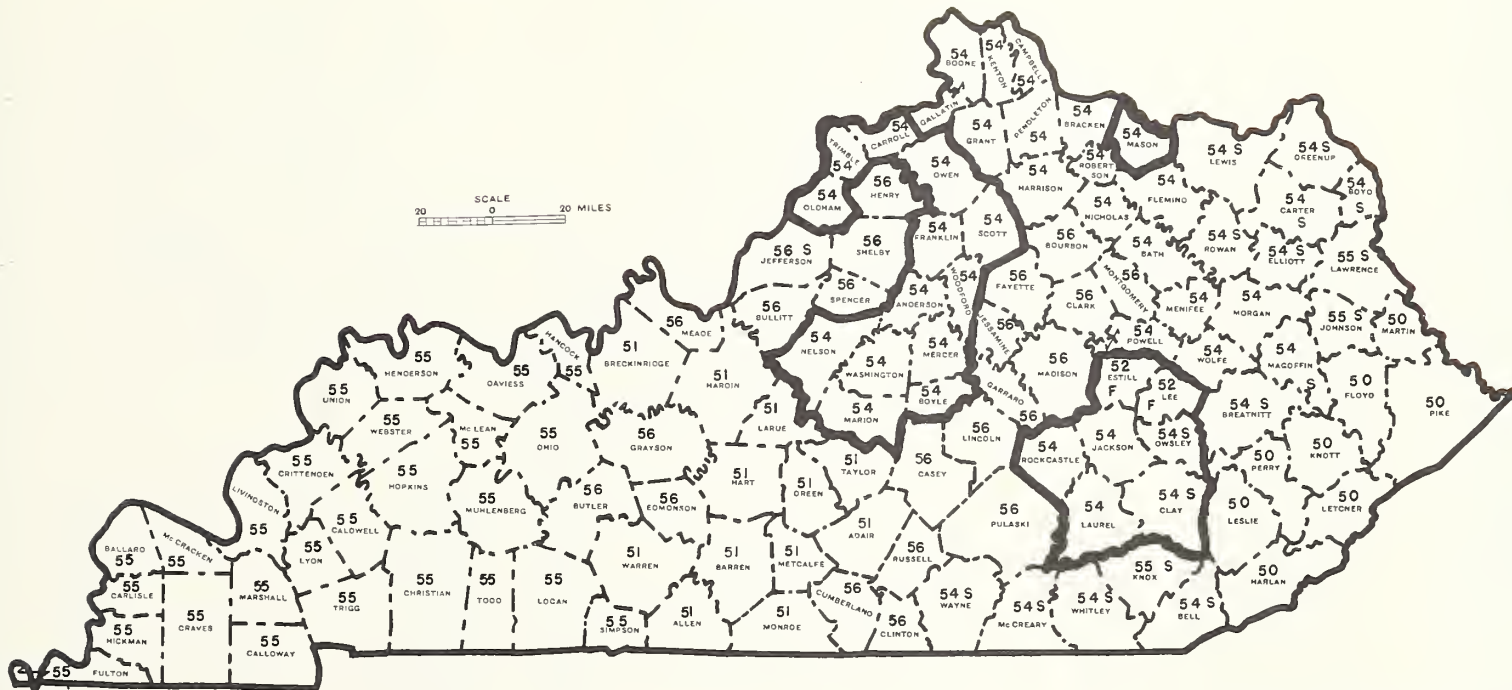 54
BOONE
54
KENTON
CAMPBELL
54
GALLATIN
54
CARROLL
TRIMBLE
54
54
GRANT
PENDLETON
54
54
BRACKEN
54
MASON
54 S
LEWIS
54 S
GREENUP
54
BOYD
S
54
CARTER
S
54
ROBERT
SON
54
FLEMING
54
HARRISON
54
OWEN
56
HENRY
54
OLDHAM
SCALE
20 0 20 MILES
54
NICHOLAS
54 S
ROWAN
54 S
ELLIOTT
55 S
LAWRENCE
54
BATH
56
BOURBON
54
SCOTT
54
FRANKLIN
56
SHELBY
56 S
JEFFERSON
54
WOODFORD
56
FAYETTE
56
CLARK
56
MONTGOMERY
54
MENIFEE
54
MORGAN
55 S
JOHNSON
50
MARTIN
56
SPENCER
54
ANDERSON
56
BULLITT
56
MEADE
56
JESSAMINE
54
POWELL
54
WOLFE
54
MAGOFFIN
S
50
FLOYD
50
PIKE
54
NELSON
54
MERCER
54
WASHINGTON
56
MADISON
52
ESTILL
F
52
LEE
F
54 S
BREATHITT
51
BRECKINRIDGE
51
HARDIN
HANCOCK
55
55
DAVIESS
55
HENDERSON
55
UNION
54
BOYLE
GARRARD
56
54
MARION
51
LARUE
54
JACKSON
54 S
OWSLEY
50
KNOTT
50
PERRY
55
WEBSTER
McLEAN
55
55
OHIO
56
GRAYSON
56
LINCOLN
54
ROCKCASTLE
51
TAYLOR
56
CASEY
51
GREEN
51
HART
55
CRITTENDEN
55
HOPKINS
LIVINGSTON
55
55
MUHLENBERG
56
BUTLER
56
EDMONSON
54
LAUREL
54 S
CLAY
50
LESLIE
50
LETCHER
56
PULASKI
51
ADAIR
55
CALDWELL
55
LYON
BALLARD
55
McCRACKEN
55
56
RUSSELL
51
METCALFE
51
BARREN
51
WARREN
55 S
KNOX
50
HARLAN
55
CARLISLE
55
MARSHALL
55
TRIGG
55
CHRISTIAN
55
TODD
55
LOGAN
55
GRAVES
56
CUMBERLAND
54 S
WAYNE
54 S
McCREARY
54 S
WHITLEY
54 S
BELL
55
HICKMAN
55
CALLOWAY
55
SIMPSON
51
ALLEN
51
MONROE
56
CLINTON
55
FULTON